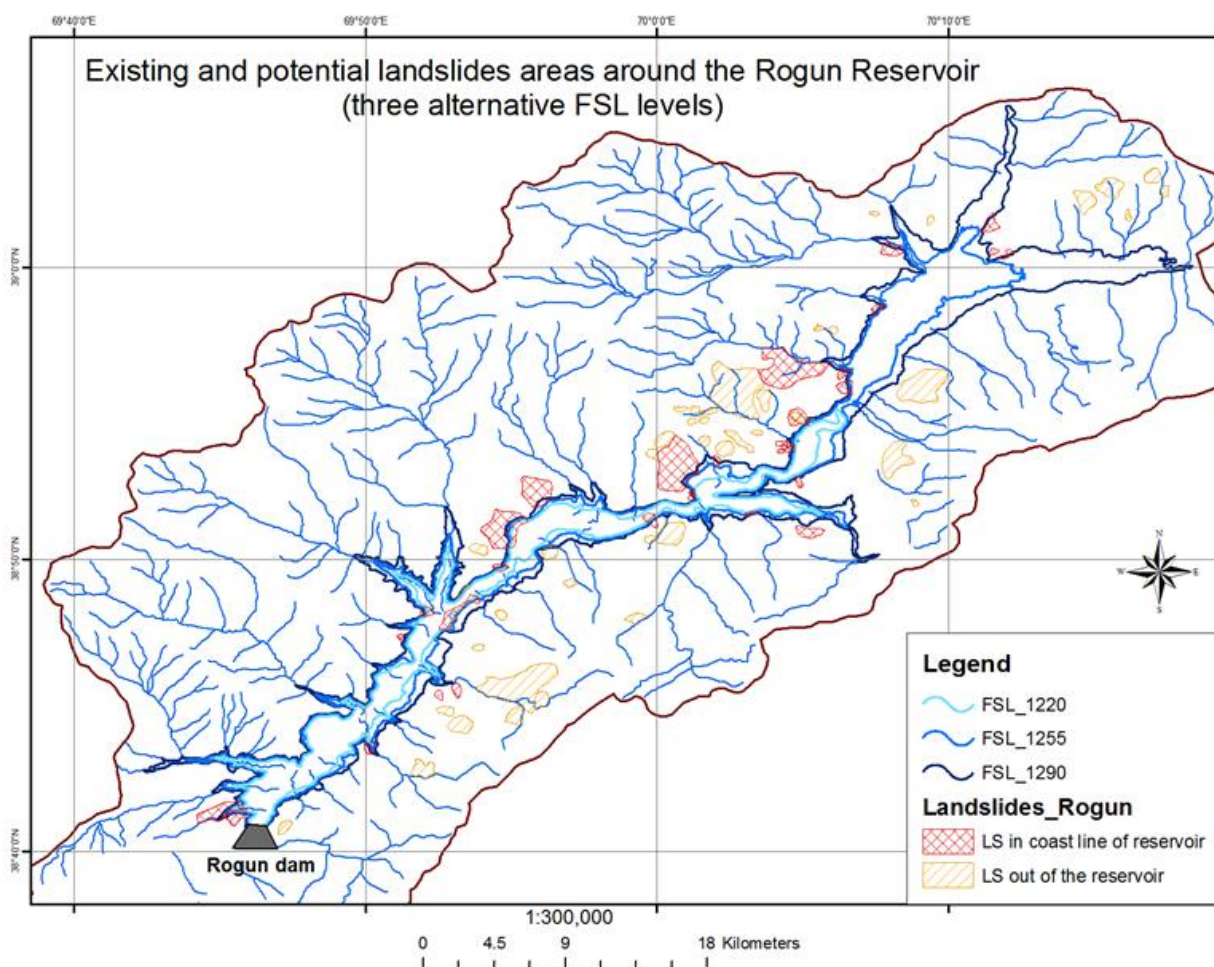 69°40'0"E 69°50'0"E 70°0'0"E 70°10'0"E
Existing and potential landslides areas around the Rogun Reservoir
(three alternative FSL levels)
39°0'0"N
38°50'0"N
38°40'0"N
N
W E
S
Rogun dam
Legend
FSL_1220
FSL_1255
FSL_1290
Landslides_Rogun
LS in coast line of reservoir
LS out of the reservoir
1:300,000
0 4.5 9 18 Kilometers